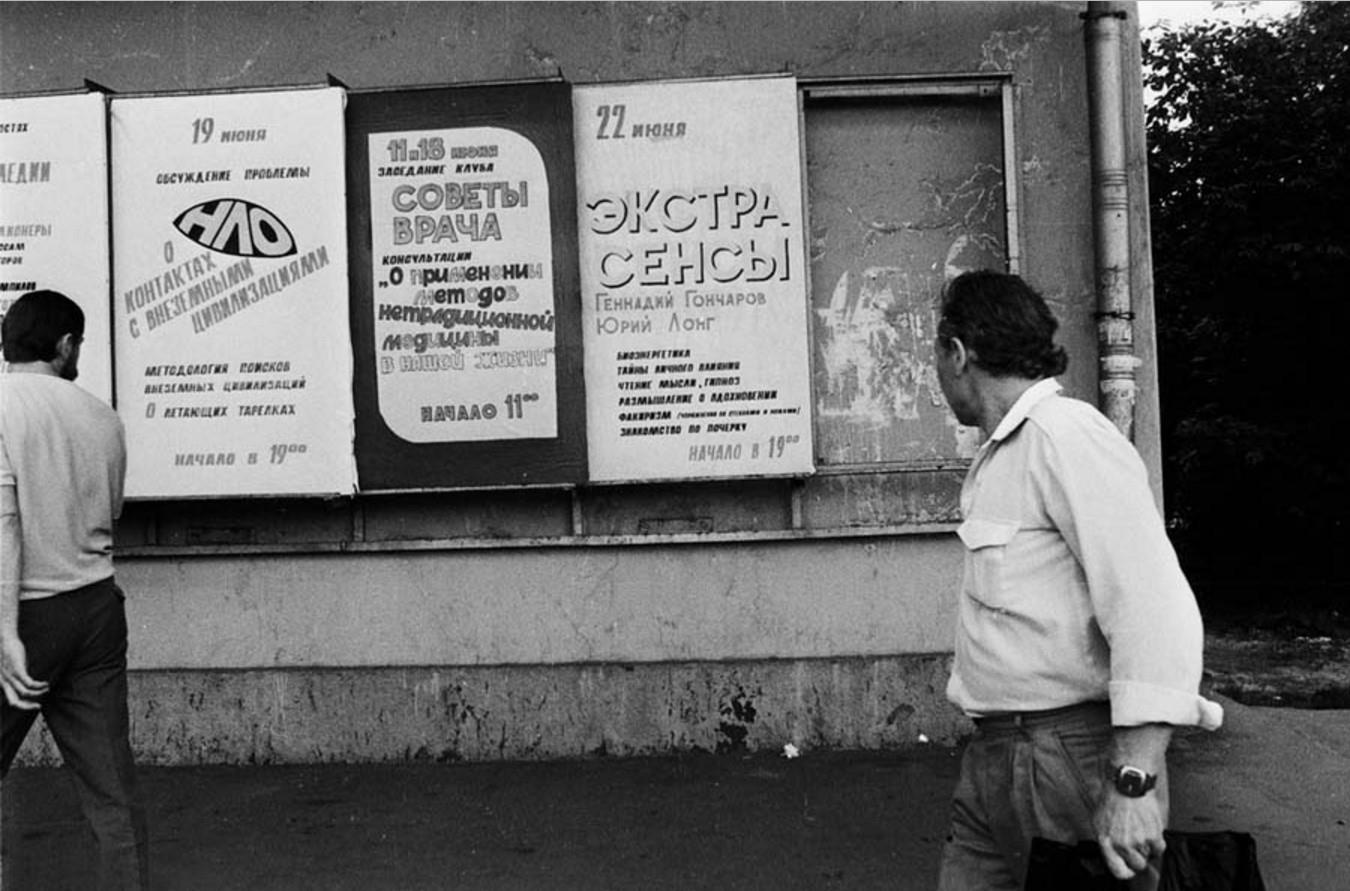 19 июня
ОБСУЖДЕНИЕ ПРОБЛЕМЫ
НЛО
О
КОНТАКТАХ
С ВНЕЗЕМНЫМИ
ЦИВИЛИЗАЦИЯМИ
МЕТОДОЛОГИЯ ПОИСКОВ
ВНЕЗЕМНЫХ ЦИВИЛИЗАЦИЙ
О ЛЕТАЮЩИХ ТАРЕЛКАХ
НАЧАЛО В 19⁰⁰
11 и 18 июня
ЗАСЕДАНИЕ КЛУБА
СОВЕТЫ
ВРАЧА
КОНСУЛЬТАЦИИ
„О применении
методов
нетрадиционной
медицины
В НАШЕЙ ЖИЗНИ"
НАЧАЛО 11⁰⁰
22 июня
ЭКСТРА
СЕНСЫ
ГЕННАДИЙ ГОНЧАРОВ
ЮРИЙ ЛОНГ
БИОЭНЕРГЕТИКА
ТАЙНЫ ЛИЧНОГО ВЛИЯНИЯ
ЧТЕНИЕ МЫСЛИ, ГИПНОЗ
РАЗМЫШЛЕНИЕ О ВДОХНОВЕНИИ
ФАКИРИЗМ
ЗНАКОМСТВО ПО ПОЧЕРКУ
НАЧАЛО В 19⁰⁰